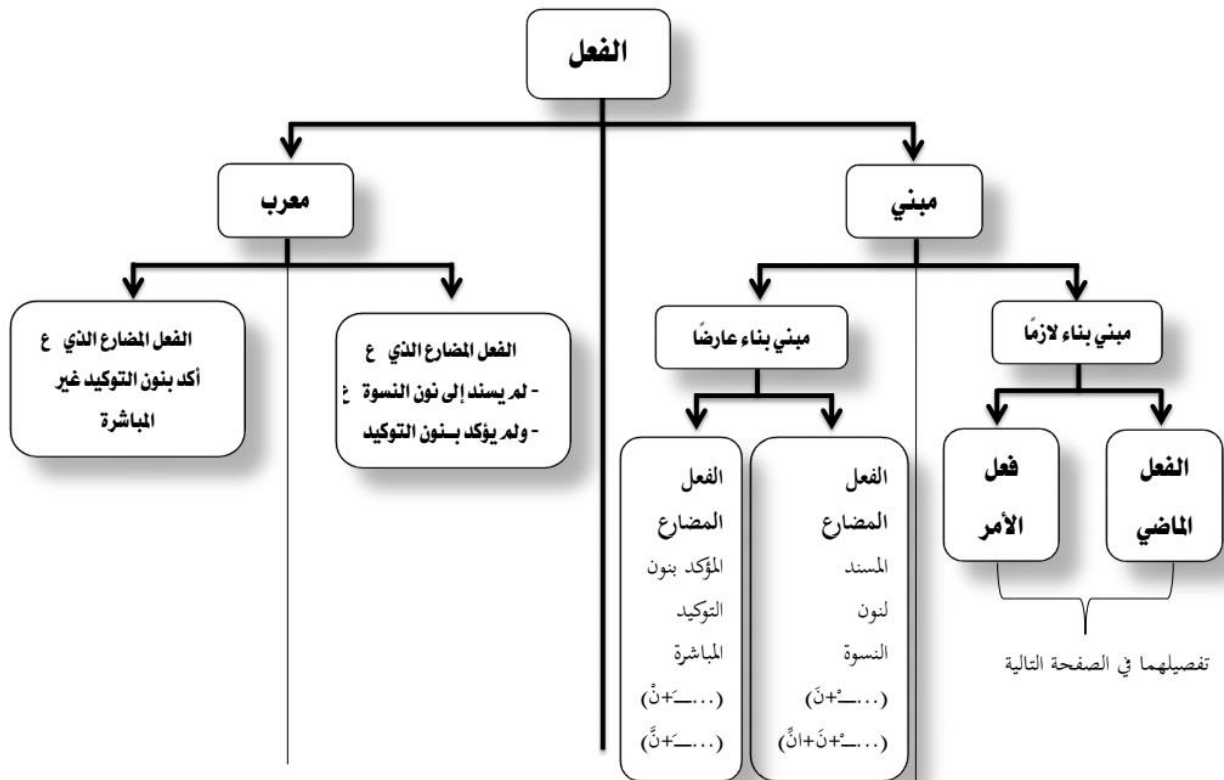 الفعل
مبني
معرب
مبني بناء لازمًا
مبني بناء عارضًا
الفعل
الماضي
فعل
الأمر
تفصيلهما في الصفحة التالية
الفعل
المضارع
المسند
لنون
النسوة
(...ـْ+نَ)
(...ـْ+نَ+انِّ)
الفعل
المضارع
المؤكد بنون
التوكيد
المباشرة
(...ـَ+نْ)
(...ـَ+نَّ)
الفعل المضارع الذي ع
- لم يسند إلى نون النسوة ع
- ولم يؤكد بـنون التوكيد
الفعل المضارع الذي ع
أكد بنون التوكيد غير
المباشرة